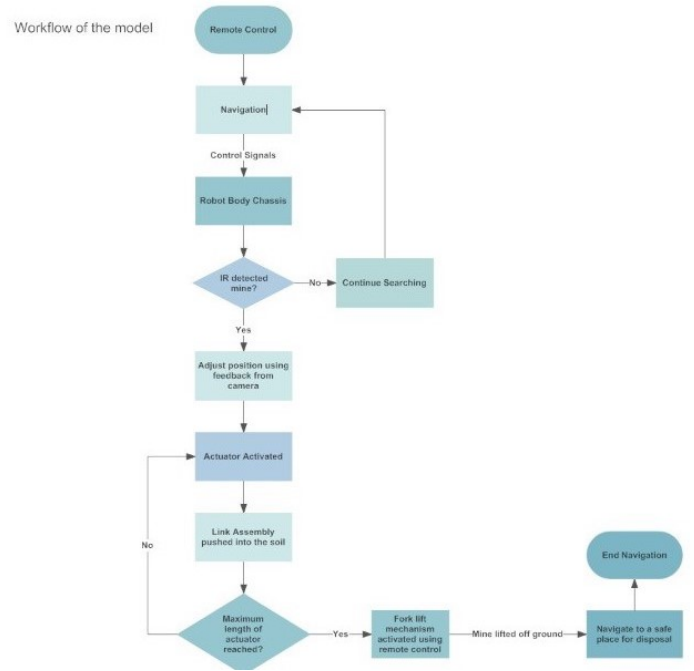 Workflow of the model
Remote Control
Navigation
Control Signals
Robot Body Chassis
IR detected
mine?
No
Continue Searching
Yes
Adjust position using
feedback from
camera
Actuator Activated
Link Assembly
pushed into the soil
No
Maximum
length of
actuator
reached?
Yes
Fork lift
mechanism
activated using
remote control
Mine lifted off ground
Navigate to a safe
place for disposal
End Navigation